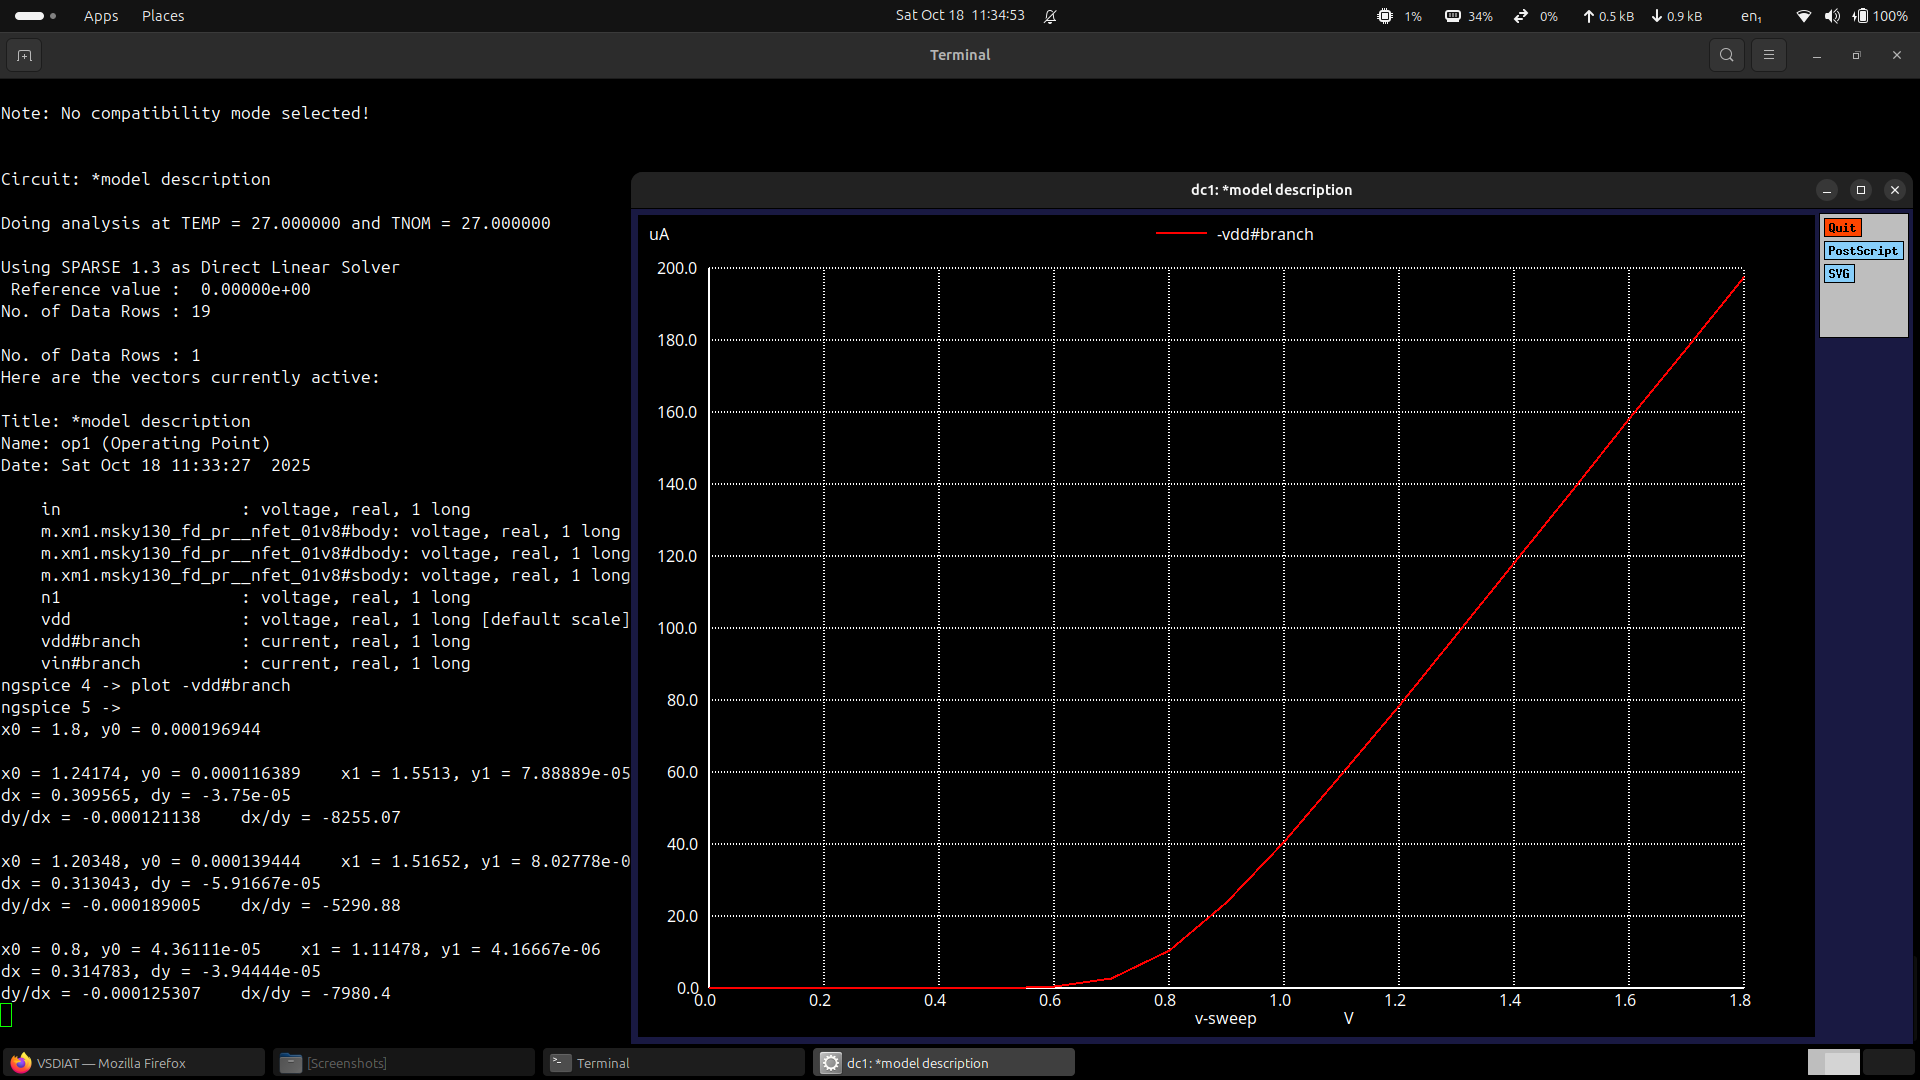 Apps Places Sat Oct 18 11:34:53 1% 34% 0% 0.5 kB 0.9 kB en₁ 100%
Terminal
Note: No compatibility mode selected!
Circuit: *model description
Doing analysis at TEMP = 27.000000 and TNOM = 27.000000
Using SPARSE 1.3 as Direct Linear Solver
Reference value :  0.00000e+00
No. of Data Rows : 19
No. of Data Rows : 1
Here are the vectors currently active:
Title: *model description
Name: op1 (Operating Point)
Date: Sat Oct 18 11:33:27  2025
in                  : voltage, real, 1 long
m.xm1.msky130_fd_pr__nfet_01v8#body: voltage, real, 1 long
m.xm1.msky130_fd_pr__nfet_01v8#dbody: voltage, real, 1 long
m.xm1.msky130_fd_pr__nfet_01v8#sbody: voltage, real, 1 long
n1                  : voltage, real, 1 long
vdd                 : voltage, real, 1 long [default scale]
vdd#branch          : current, real, 1 long
vin#branch          : current, real, 1 long
ngspice 4 -> plot -vdd#branch
ngspice 5 ->
x0 = 1.8, y0 = 0.000196944
x0 = 1.24174, y0 = 0.000116389    x1 = 1.5513, y1 = 7.88889e-05
dx = 0.309565, dy = -3.75e-05
dy/dx = -0.000121138    dx/dy = -8255.07
x0 = 1.20348, y0 = 0.000139444    x1 = 1.51652, y1 = 8.02778e-0
dx = 0.313043, dy = -5.91667e-05
dy/dx = -0.000189005    dx/dy = -5290.88
x0 = 0.8, y0 = 4.36111e-05    x1 = 1.11478, y1 = 4.16667e-06
dx = 0.314783, dy = -3.94444e-05
dy/dx = -0.000125307    dx/dy = -7980.4
dc1: *model description
Quit
PostScript
SVG
uA
-vdd#branch
200.0
180.0
160.0
140.0
120.0
100.0
80.0
60.0
40.0
20.0
0.0
0.0 0.2 0.4 0.6 0.8 1.0 1.2 1.4 1.6 1.8
v-sweep V
VSDIAT — Mozilla Firefox [Screenshots] Terminal dc1: *model description